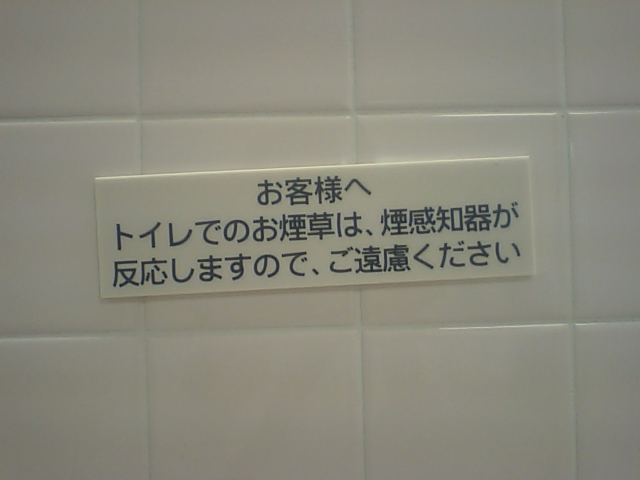 お客様へ
トイレでのお煙草は、煙感知器が
反応しますので、ご遠慮ください